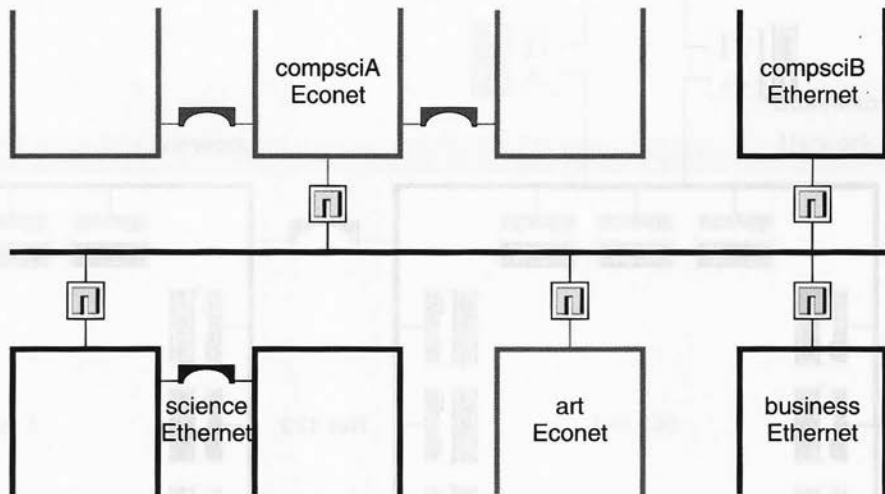 compsciA
Econet
compsciB
Ethernet
science
Ethernet
art
Econet
business
Ethernet